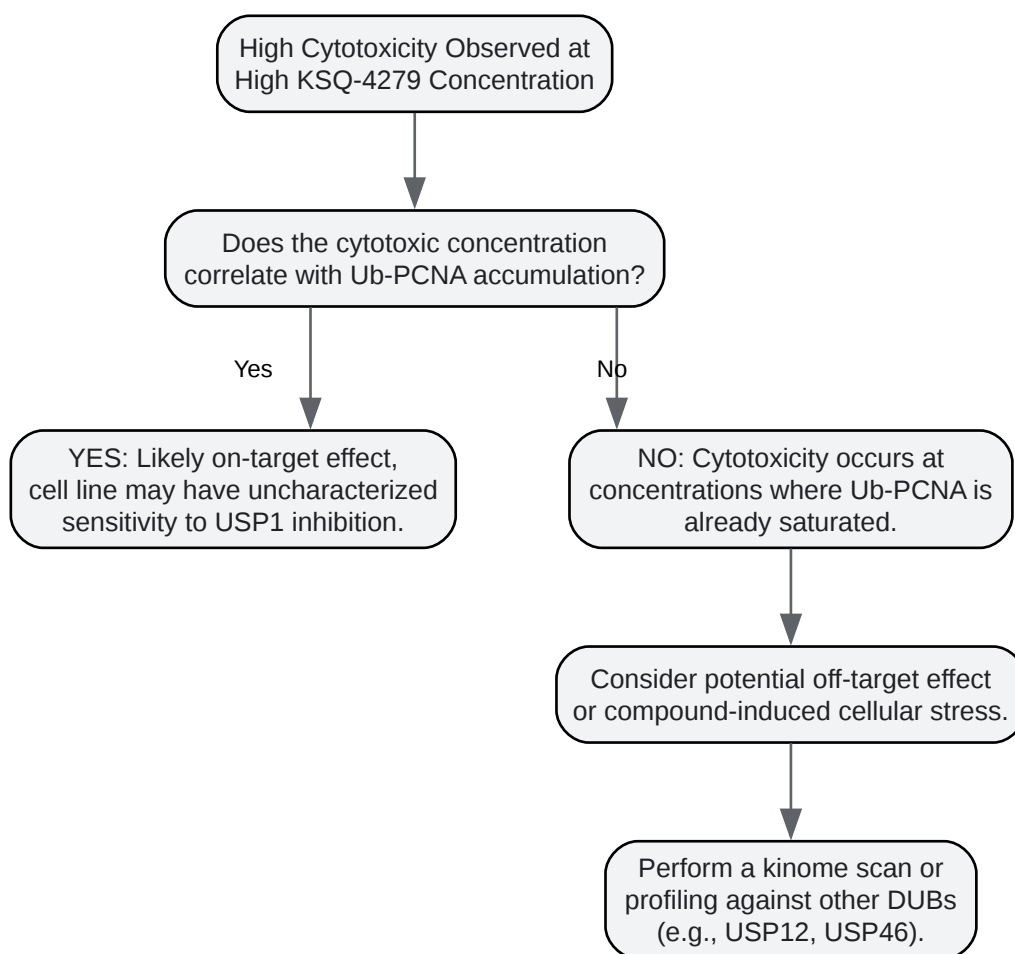 High Cytotoxicity Observed at
High KSQ-4279 Concentration
Does the cytotoxic concentration
correlate with Ub-PCNA accumulation?
Yes
No
YES: Likely on-target effect,
cell line may have uncharacterized
sensitivity to USP1 inhibition.
NO: Cytotoxicity occurs at
concentrations where Ub-PCNA is
already saturated.
Consider potential off-target effect
or compound-induced cellular stress.
Perform a kinome scan or
profiling against other DUBs
(e.g., USP12, USP46).